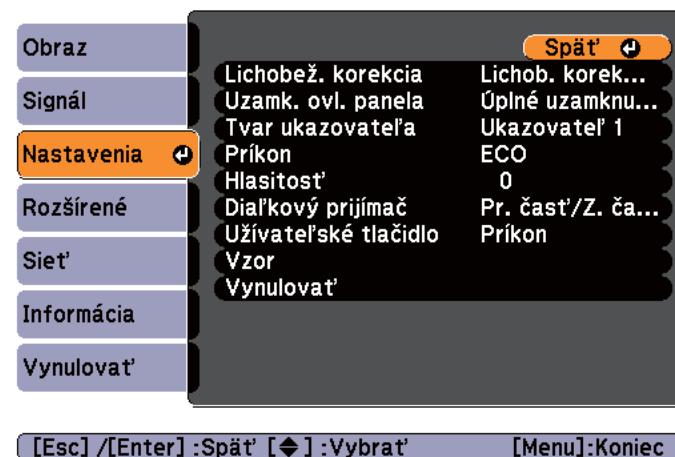 Obraz
Signál
Nastavenia
Rozšírené
Sieť
Informácia
Vynulovať
Späť
Lichobež. korekcia Lichob. korek...
Uzamk. ovl. panela Úplné uzamknu...
Tvar ukazovateľa Ukazovateľ 1
Príkon ECO
Hlasitosť 0
Diaľkový prijímač Pr. časť/Z. ča...
Užívateľské tlačidlo Príkon
Vzor
Vynulovať
[Esc] /[Enter] :Späť [◆] :Vybrať [Menu]:Koniec